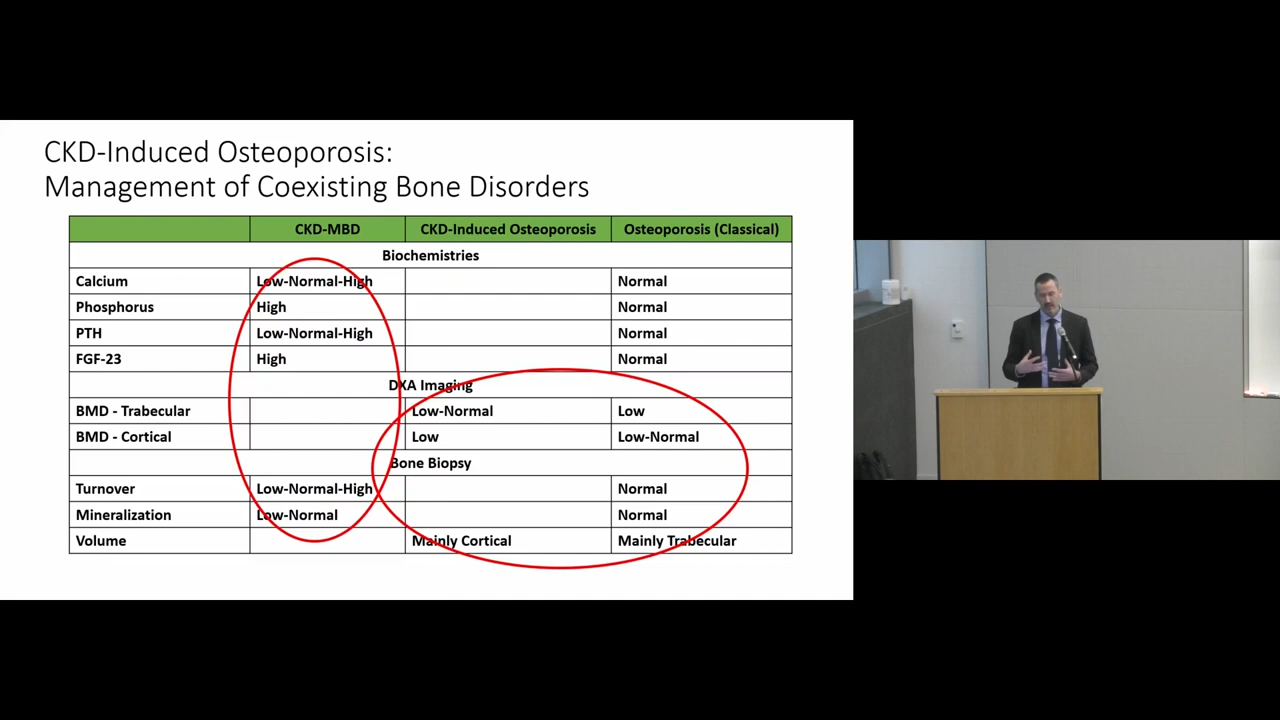 CKD-Induced Osteoporosis:
Management of Coexisting Bone Disorders
CKD-MBD CKD-Induced Osteoporosis Osteoporosis (Classical)
Biochemistries
Calcium Low-Normal-High Normal
Phosphorus High Normal
PTH Low-Normal-High Normal
FGF-23 High Normal
DXA Imaging
BMD - Trabecular Low-Normal Low
BMD - Cortical Low Low-Normal
Bone Biopsy
Turnover Low-Normal-High Normal
Mineralization Low-Normal Normal
Volume Mainly Cortical Mainly Trabecular